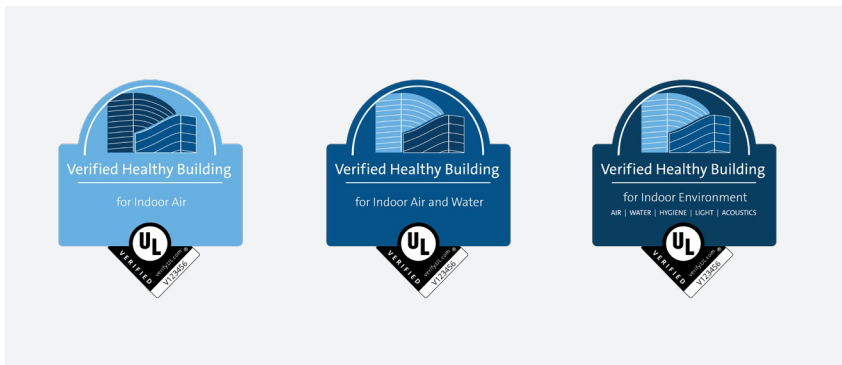 Verified Healthy Building
for Indoor Air
UL
VERIFIED
verifyUL.com ®
V123456
Verified Healthy Building
for Indoor Air and Water
UL
VERIFIED
verifyUL.com ®
V123456
Verified Healthy Building
for Indoor Environment
AIR | WATER | HYGIENE | LIGHT | ACOUSTICS
UL
VERIFIED
verifyUL.com ®
V123456